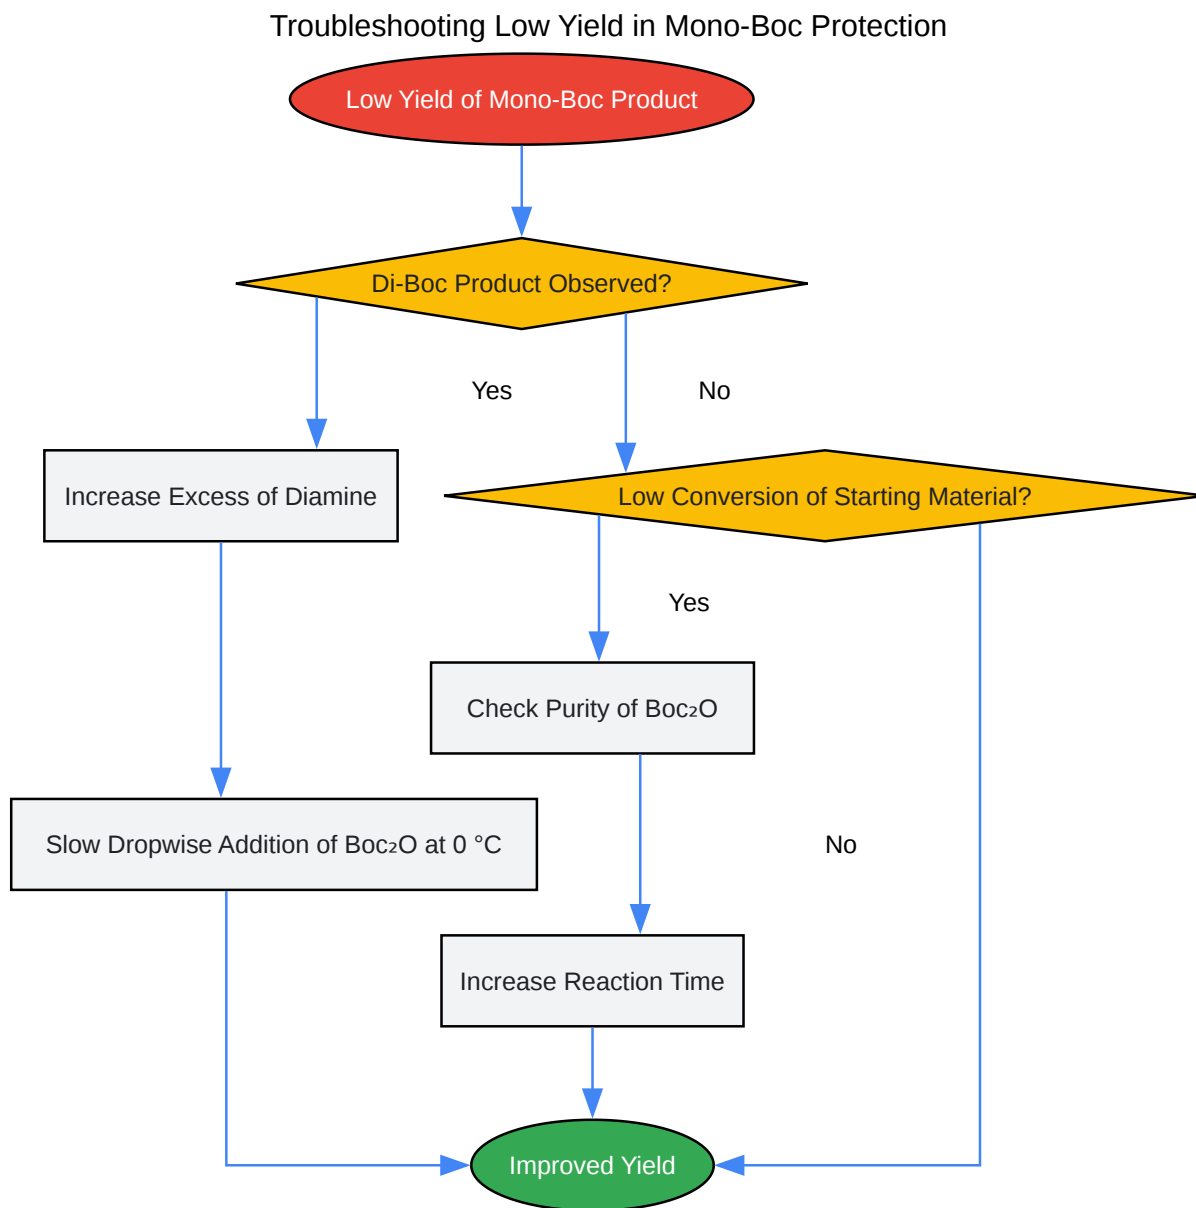 Troubleshooting Low Yield in Mono-Boc Protection
Low Yield of Mono-Boc Product
Di-Boc Product Observed?
Yes
No
Increase Excess of Diamine
Low Conversion of Starting Material?
Yes
Check Purity of Boc₂O
Slow Dropwise Addition of Boc₂O at 0 °C
No
Increase Reaction Time
Improved Yield